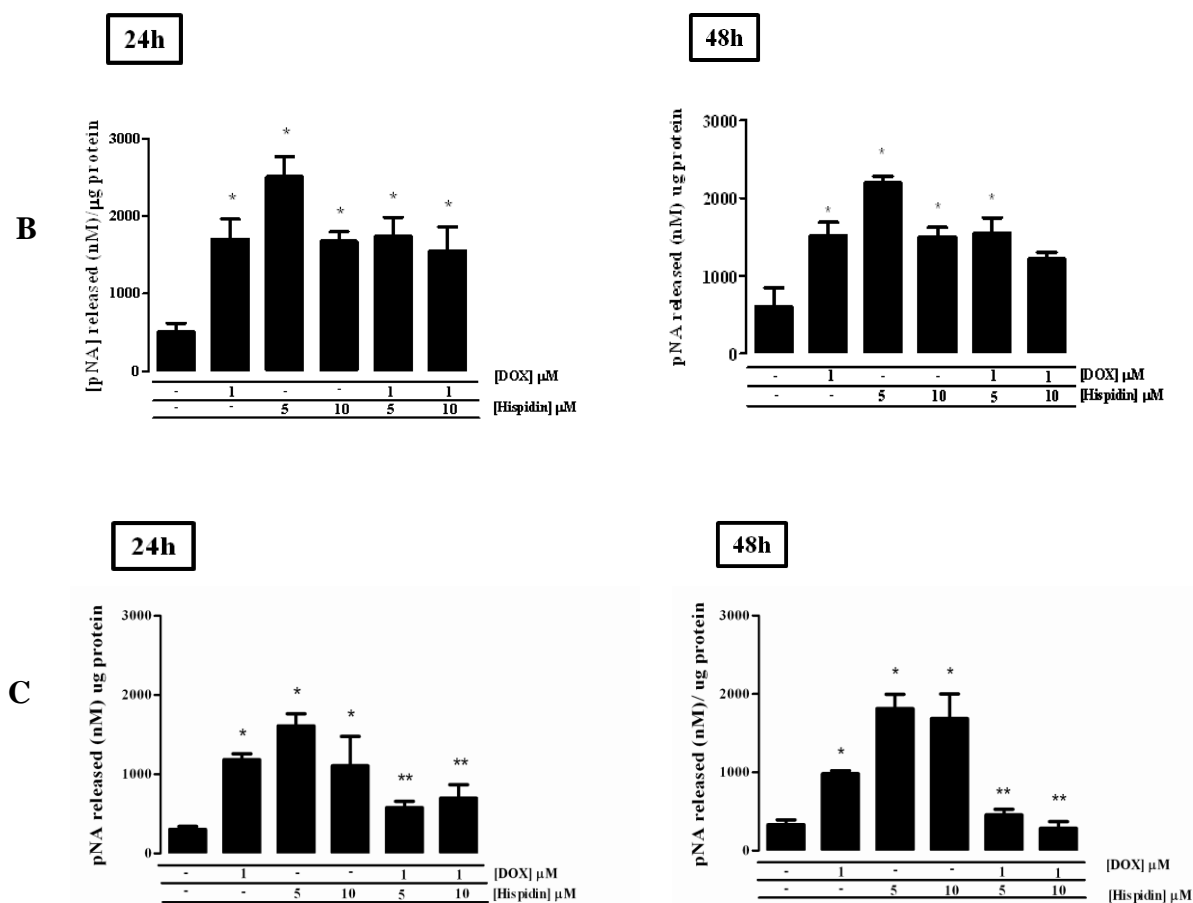 24h
48h
B
[pNA] released (nM)/µg protein
3000
2000
1000
0
*
*
*
*
*
- 1 - - 1 1 [DOX] µM
- - 5 10 5 10 [Hispidin] µM
pNA released (nM) ug protein
3000
2000
1000
0
*
*
*
*
- 1 - - 1 1 [DOX] µM
- - 5 10 5 10 [Hispidin] µM
24h
48h
C
pNA released (nM) ug protein
3000
2000
1000
0
*
*
*
**
**
- 1 - - 1 1 [DOX] µM
- - 5 10 5 10 [Hispidin] µM
pNA released (nM)/ ug protein
3000
2000
1000
0
*
*
*
**
**
- 1 - - 1 1 [DOX] µM
- - 5 10 5 10 [Hispidin] µM